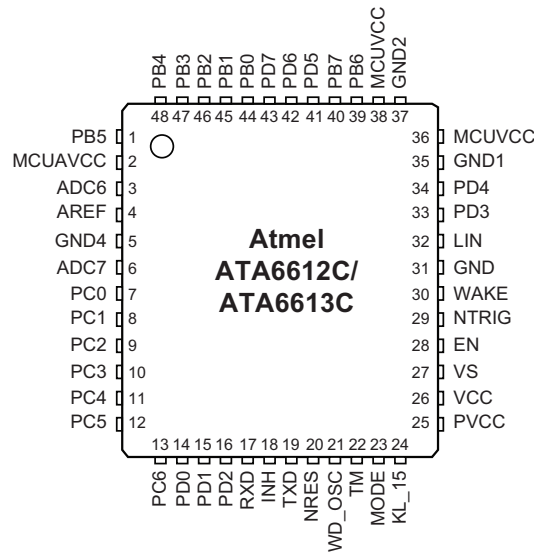 PB4
PB3
PB2
PB1
PB0
PD7
PD6
PD5
PB7
PB6
MCUVCC
GND2
48 47 46 45 44 43 42 41 40 39 38 37
PB5 1
MCUAVCC 2
ADC6 3
AREF 4
GND4 5
ADC7 6
PC0 7
PC1 8
PC2 9
PC3 10
PC4 11
PC5 12
Atmel
ATA6612C/
ATA6613C
36 MCUVCC
35 GND1
34 PD4
33 PD3
32 LIN
31 GND
30 WAKE
29 NTRIG
28 EN
27 VS
26 VCC
25 PVCC
13 14 15 16 17 18 19 20 21 22 23 24
PC6
PD0
PD1
PD2
RXD
INH
TXD
NRES
WD_OSC
TM
MODE
KL_15